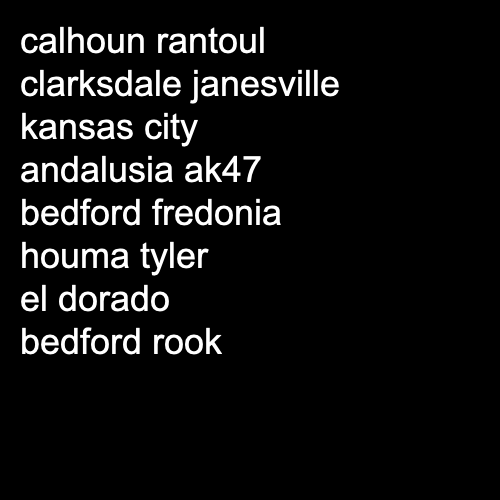 calhoun rantoul
clarksdale janesville
kansas city
andalusia ak47
bedford fredonia
houma tyler
el dorado
bedford rook